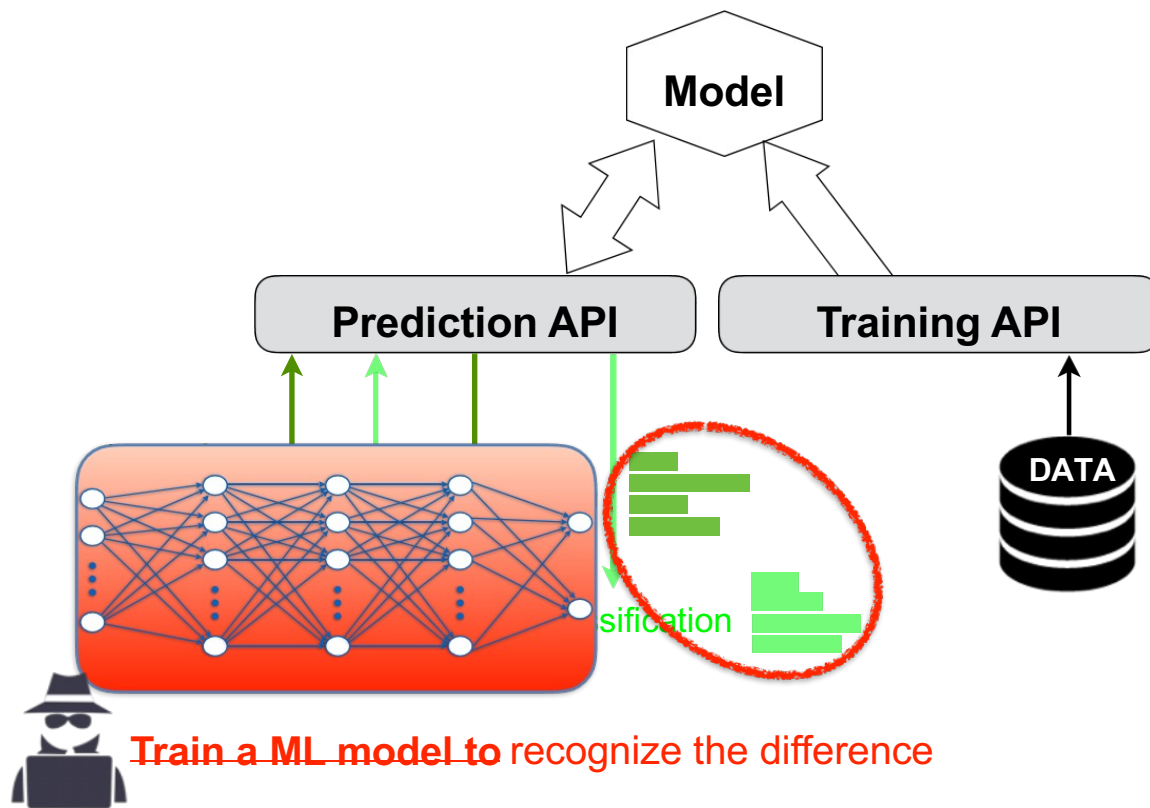 Model
Prediction API
Training API
DATA
sification
Train a ML model to recognize the difference